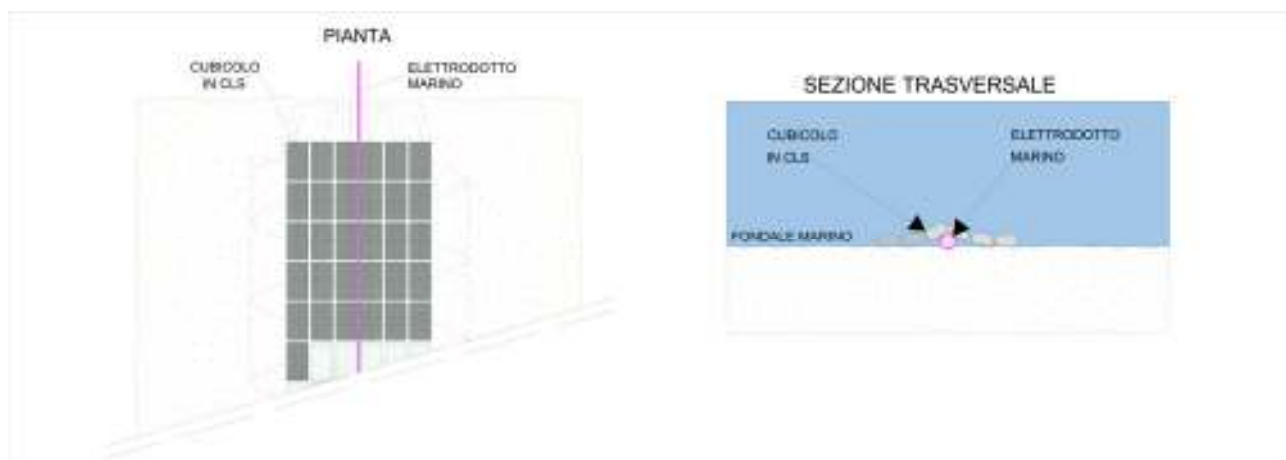 PIANTA
CUBICOLO
IN CLS
ELETTRODOTTO
MARINO
SEZIONE TRASVERSALE
CUBICOLO
IN CLS
ELETTRODOTTO
MARINO
FONDALE MARINO